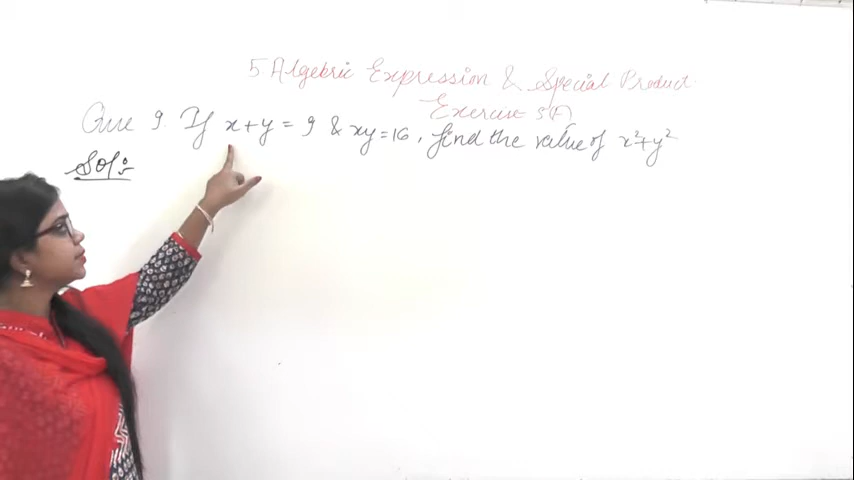 5 Algebric Expression & Special Product
Exercise 5(F)
Que 9. If x+y = 9 & xy=16, find the value of x²+y²
Sol: